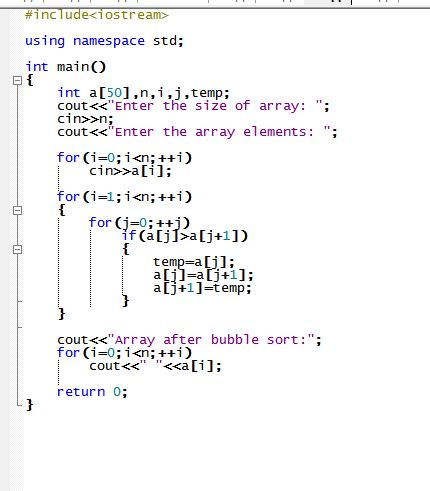 #include<iostream>
using namespace std;
int main()
{
int a[50],n,i,j,temp;
cout<<"Enter the size of array: ";
cin>>n;
cout<<"Enter the array elements: ";
for(i=0;i<n;++i)
cin>>a[i];
for(i=1;i<n;++i)
{
for(j=0;++j)
if(a[j]>a[j+1])
{
temp=a[j];
a[j]=a[j+1];
a[j+1]=temp;
}
}
cout<<"Array after bubble sort:";
for(i=0;i<n;++i)
cout<<" "<<a[i];
return 0;
}